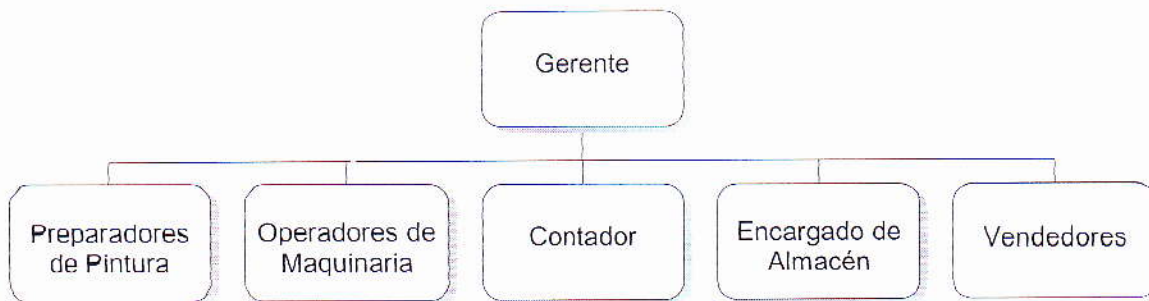 Gerente
Preparadores
de Pintura
Operadores de
Maquinaria
Contador
Encargado de
Almacén
Vendedores